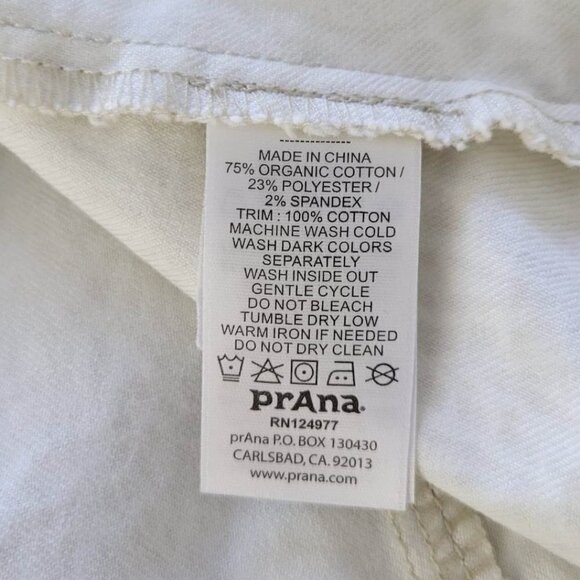 MADE IN CHINA
75% ORGANIC COTTON /
23% POLYESTER /
2% SPANDEX
TRIM : 100% COTTON
MACHINE WASH COLD
WASH DARK COLORS
SEPARATELY
WASH INSIDE OUT
GENTLE CYCLE
DO NOT BLEACH
TUMBLE DRY LOW
WARM IRON IF NEEDED
DO NOT DRY CLEAN
prAna.
RN124977
prAna P.O. BOX 130430
CARLSBAD, CA. 92013
www.prana.com